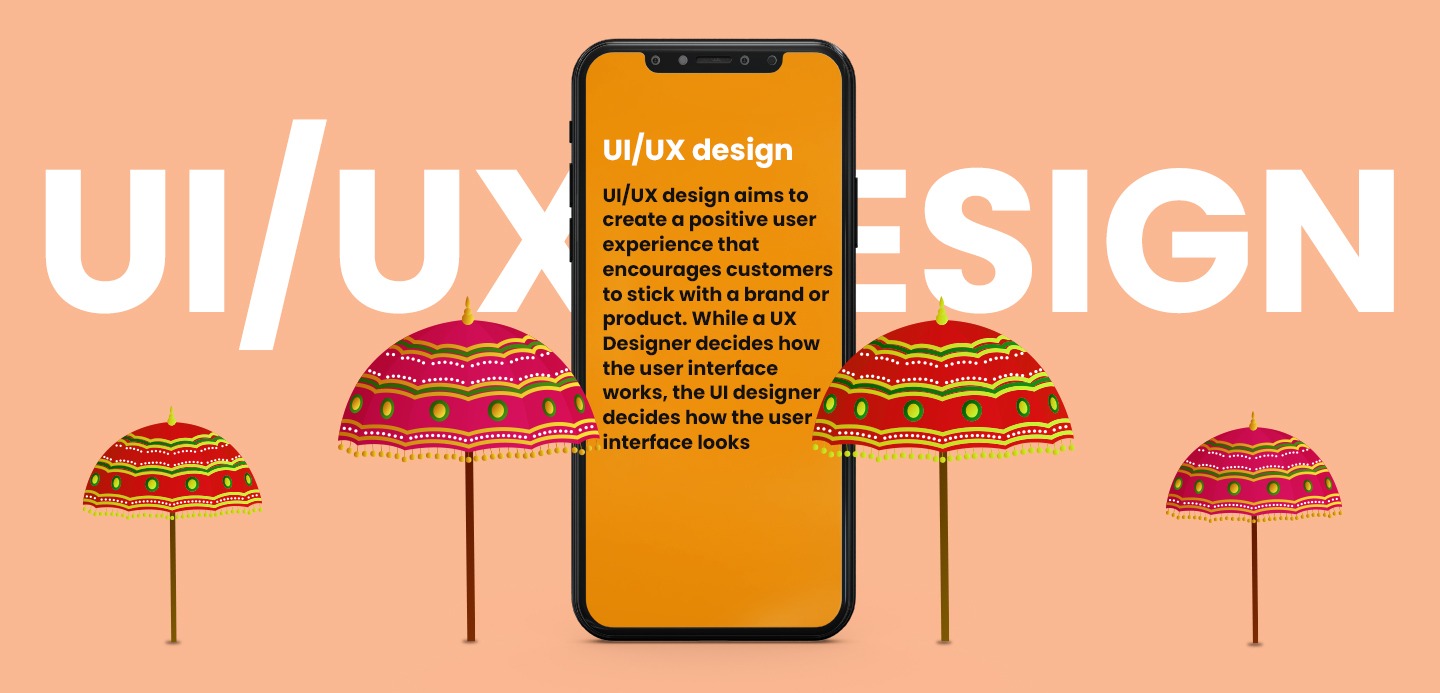 UI/UX DESIGN
UI/UX design
UI/UX design aims to
create a positive user
experience that
encourages customers
to stick with a brand or
product. While a UX
Designer decides how
the user interface
works, the UI designer
decides how the user
interface looks